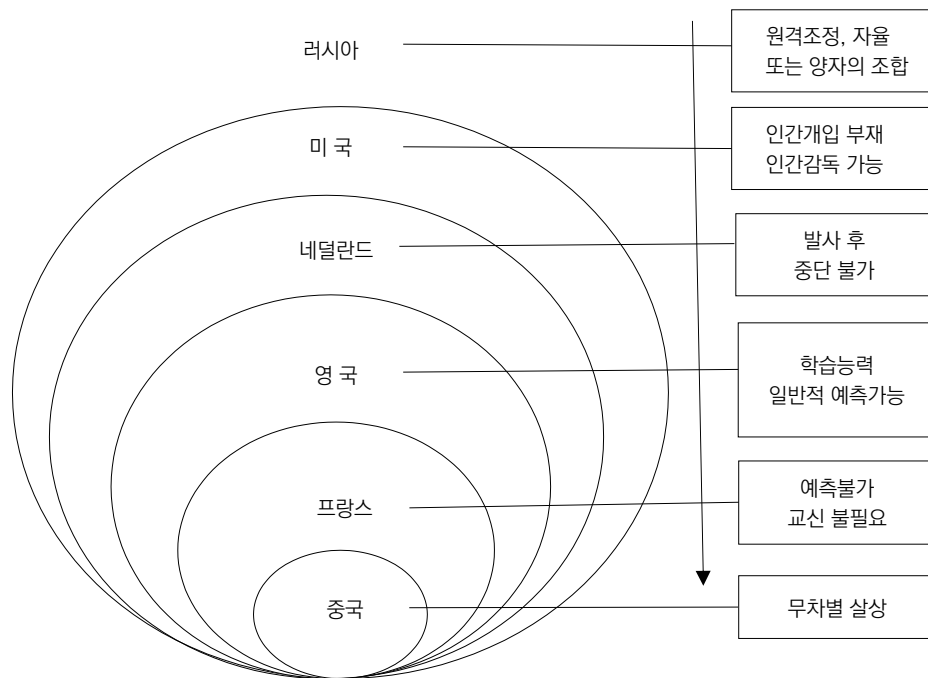 러시아
원격조정, 자율
또는 양자의 조합
미 국
인간개입 부재
인간감독 가능
네덜란드
발사 후
중단 불가
영 국
학습능력
일반적 예측가능
프랑스
예측불가
교신 불필요
중국
무차별 살상